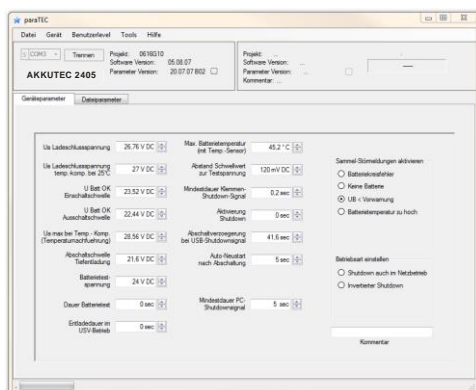 paraTEC
Datei Gerät Benutzerlevel Tools Hilfe
COM3 Trennen
AKKUTEC 2405
Projekt: 0616G10
Software Version: 05.08.07
Parameter Version: 20.07.07 B02
Projekt: ...
Software Version: ...
Parameter Version: ...
Kommentar: ...
Geräteparameter Dateiparameter
Ua Ladeschlussspannung 26,76 V DC
Ua Ladeschlussspannung
temp.-komp. bei 25°C 27 V DC
U Batt OK
Einschaltschwelle 23,52 V DC
U Batt OK
Ausschaltschwelle 22,44 V DC
Ua max bei Temp.- Komp.
(Temperaturnachfuehrung) 28,56 V DC
Abschaltschwelle
Tiefentladung 21,6 V DC
Batterietest-
spannung 24 V DC
Dauer Batterietest 0 sec
Entladedauer im
USV-Betrieb 0 sec
Max. Batterietemperatur
(mit Temp.-Sensor) 45,2 ° C
Abstand Schwellwert
zur Testspannung 120 mV DC
Mindestdauer Klemmen-
Shutdown-Signal 0,2 sec
Aktivierung
Shutdown 0 sec
Abschaltverzoegerung
bei USB-Shutdownsignal 41,6 sec
Auto-Neustart
nach Abschaltung 5 sec
Mindestdauer PC-
Shutdownsignal 5 sec
Sammel-Störmeldungen aktivieren
Batteriekreisfehler
Keine Batterie
UB < Vorwarnung
Batterietemperatur zu hoch
Betriebsart einstellen
Shutdown auch im Netzbetrieb
Invertierter Shutdown
Kommentar